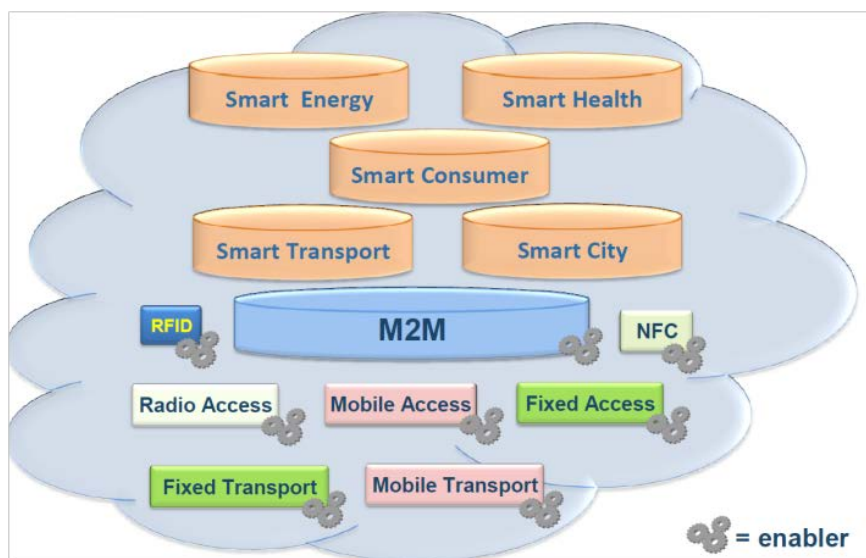 Smart Energy
Smart Health
Smart Consumer
Smart Transport
Smart City
RFID
M2M
NFC
Radio Access
Mobile Access
Fixed Access
Fixed Transport
Mobile Transport
= enabler